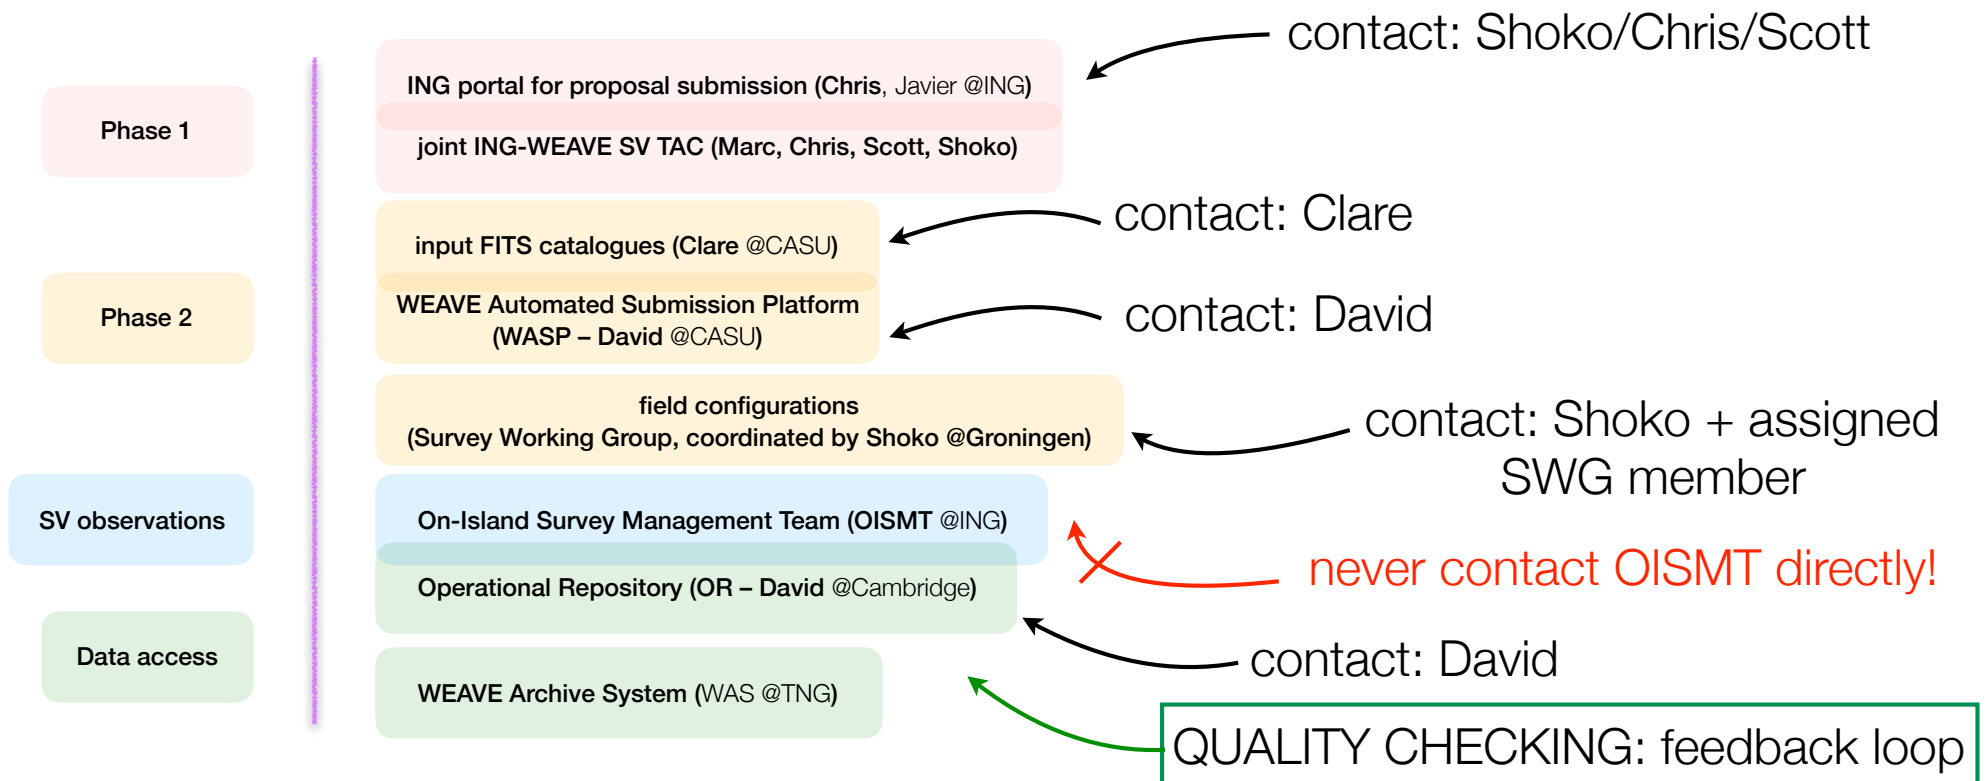 contact: Shoko/Chris/Scott
ING portal for proposal submission (Chris, Javier @ING)
Phase 1
joint ING-WEAVE SV TAC (Marc, Chris, Scott, Shoko)
contact: Clare
input FITS catalogues (Clare @CASU)
Phase 2
WEAVE Automated Submission Platform
(WASP – David @CASU)
contact: David
field configurations
(Survey Working Group, coordinated by Shoko @Groningen)
contact: Shoko + assigned
SWG member
SV observations
On-Island Survey Management Team (OISMT @ING)
never contact OISMT directly!
Operational Repository (OR – David @Cambridge)
contact: David
Data access
WEAVE Archive System (WAS @TNG)
QUALITY CHECKING: feedback loop